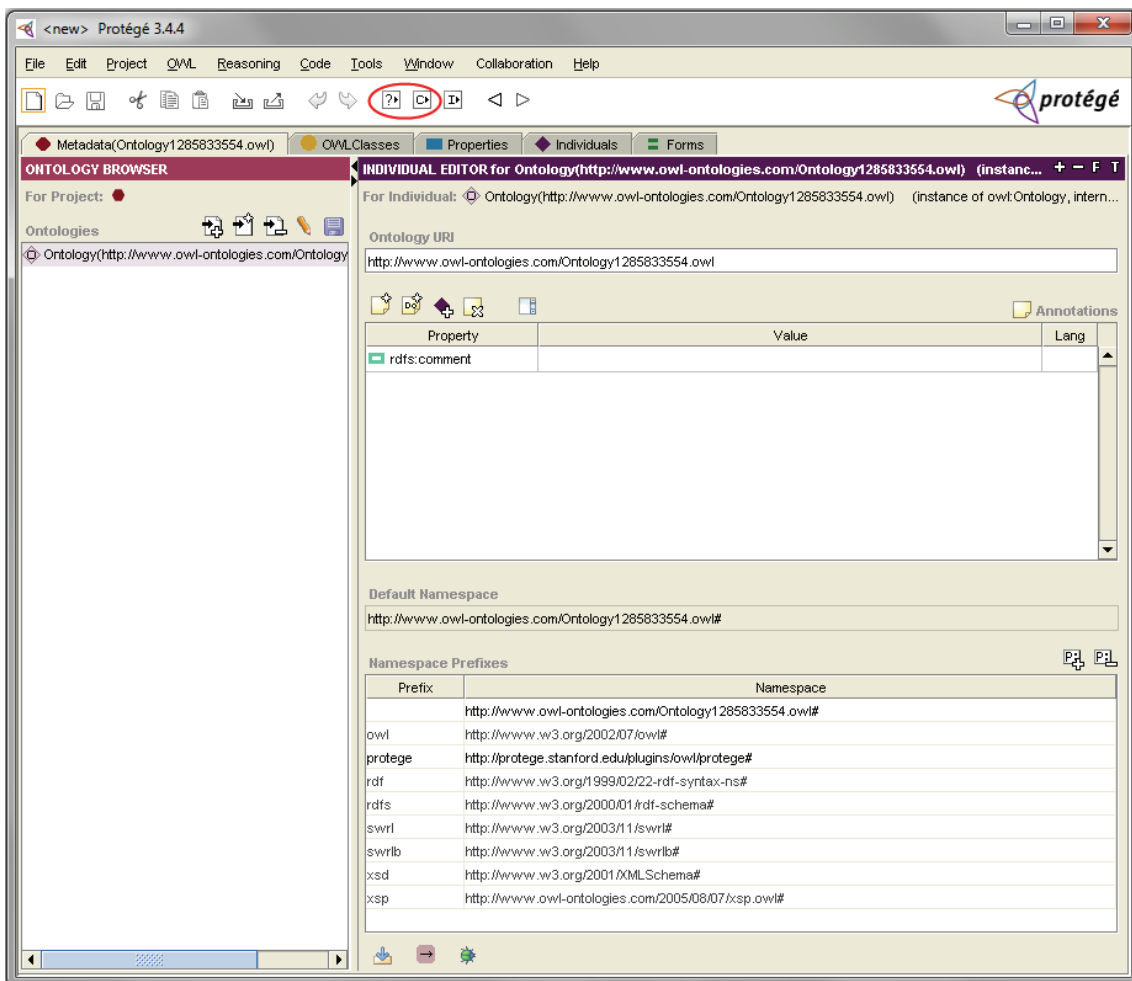 <new> Protégé 3.4.4
File Edit Project OWL Reasoning Code Tools Window Collaboration Help
?
C
I
protégé
Metadata(Ontology1285833554.owl) OWLClasses Properties Individuals Forms
ONTOLOGY BROWSER
For Project:
Ontologies
Ontology(http://www.owl-ontologies.com/Ontology
INDIVIDUAL EDITOR for Ontology(http://www.owl-ontologies.com/Ontology1285833554.owl) (instanc... + − F T
For Individual: Ontology(http://www.owl-ontologies.com/Ontology1285833554.owl) (instance of owl:Ontology, intern...
Ontology URI
http://www.owl-ontologies.com/Ontology1285833554.owl
Annotations
Property Value Lang
rdfs:comment
Default Namespace
http://www.owl-ontologies.com/Ontology1285833554.owl#
Namespace Prefixes
Prefix Namespace
http://www.owl-ontologies.com/Ontology1285833554.owl#
owl http://www.w3.org/2002/07/owl#
protege http://protege.stanford.edu/plugins/owl/protege#
rdf http://www.w3.org/1999/02/22-rdf-syntax-ns#
rdfs http://www.w3.org/2000/01/rdf-schema#
swrl http://www.w3.org/2003/11/swrl#
swrlb http://www.w3.org/2003/11/swrlb#
xsd http://www.w3.org/2001/XMLSchema#
xsp http://www.owl-ontologies.com/2005/08/07/xsp.owl#